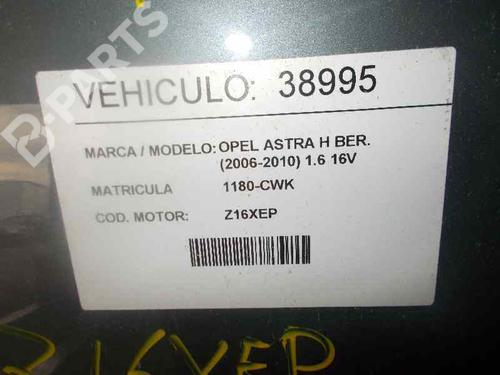 B-PARTS
VEHICULO: 38995
MARCA / MODELO: OPEL ASTRA H BER.
(2006-2010) 1.6 16V
MATRICULA 1180-CWK
COD. MOTOR: Z16XEP
Z16XEP